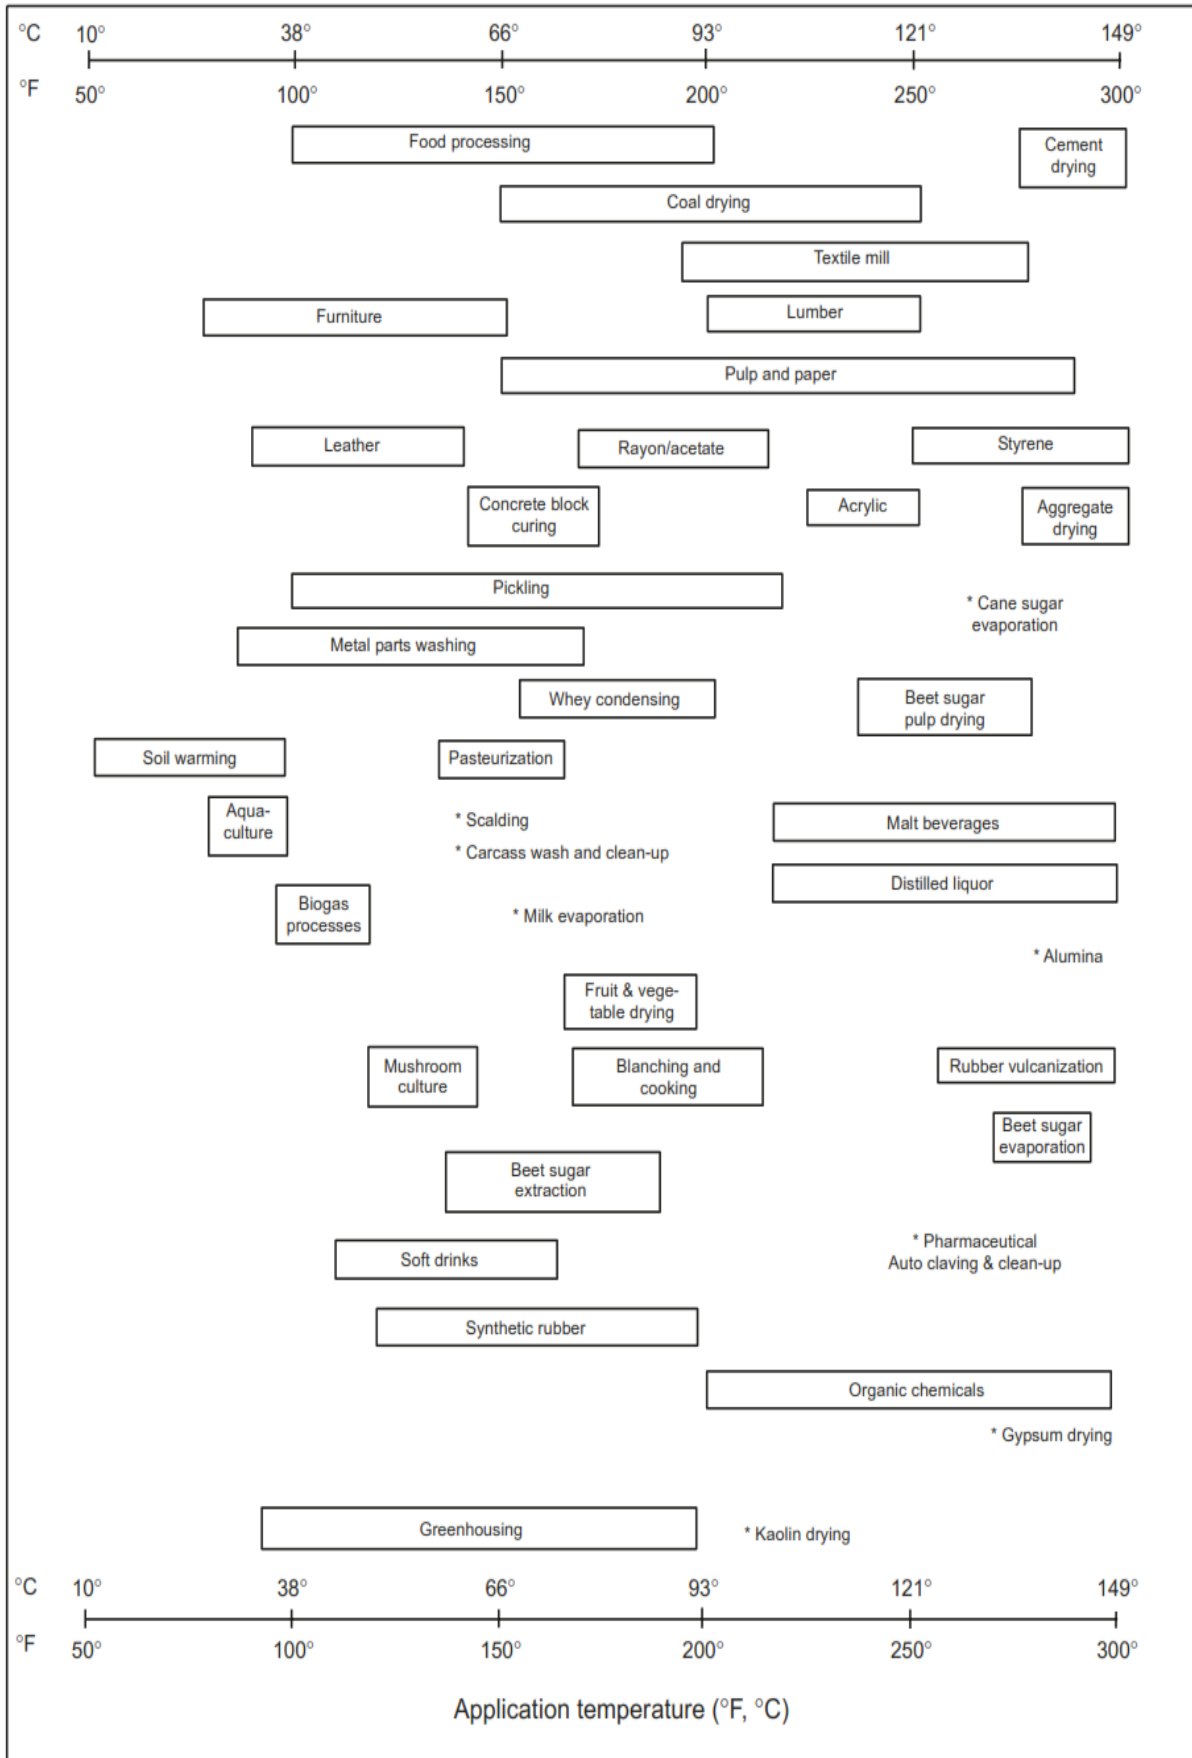 °C 10° 38° 66° 93° 121° 149°
°F 50° 100° 150° 200° 250° 300°
Food processing
Cement
drying
Coal drying
Textile mill
Furniture
Lumber
Pulp and paper
Leather
Rayon/acetate
Styrene
Concrete block
curing
Acrylic
Aggregate
drying
Pickling
* Cane sugar
evaporation
Metal parts washing
Whey condensing
Beet sugar
pulp drying
Soil warming
Pasteurization
Aqua-
culture
* Scalding
* Carcass wash and clean-up
Malt beverages
Distilled liquor
Biogas
processes
* Milk evaporation
* Alumina
Fruit & vege-
table drying
Mushroom
culture
Blanching and
cooking
Rubber vulcanization
Beet sugar
evaporation
Beet sugar
extraction
Soft drinks
* Pharmaceutical
Auto claving & clean-up
Synthetic rubber
Organic chemicals
* Gypsum drying
Greenhousing
* Kaolin drying
°C 10° 38° 66° 93° 121° 149°
°F 50° 100° 150° 200° 250° 300°
Application temperature (°F, °C)